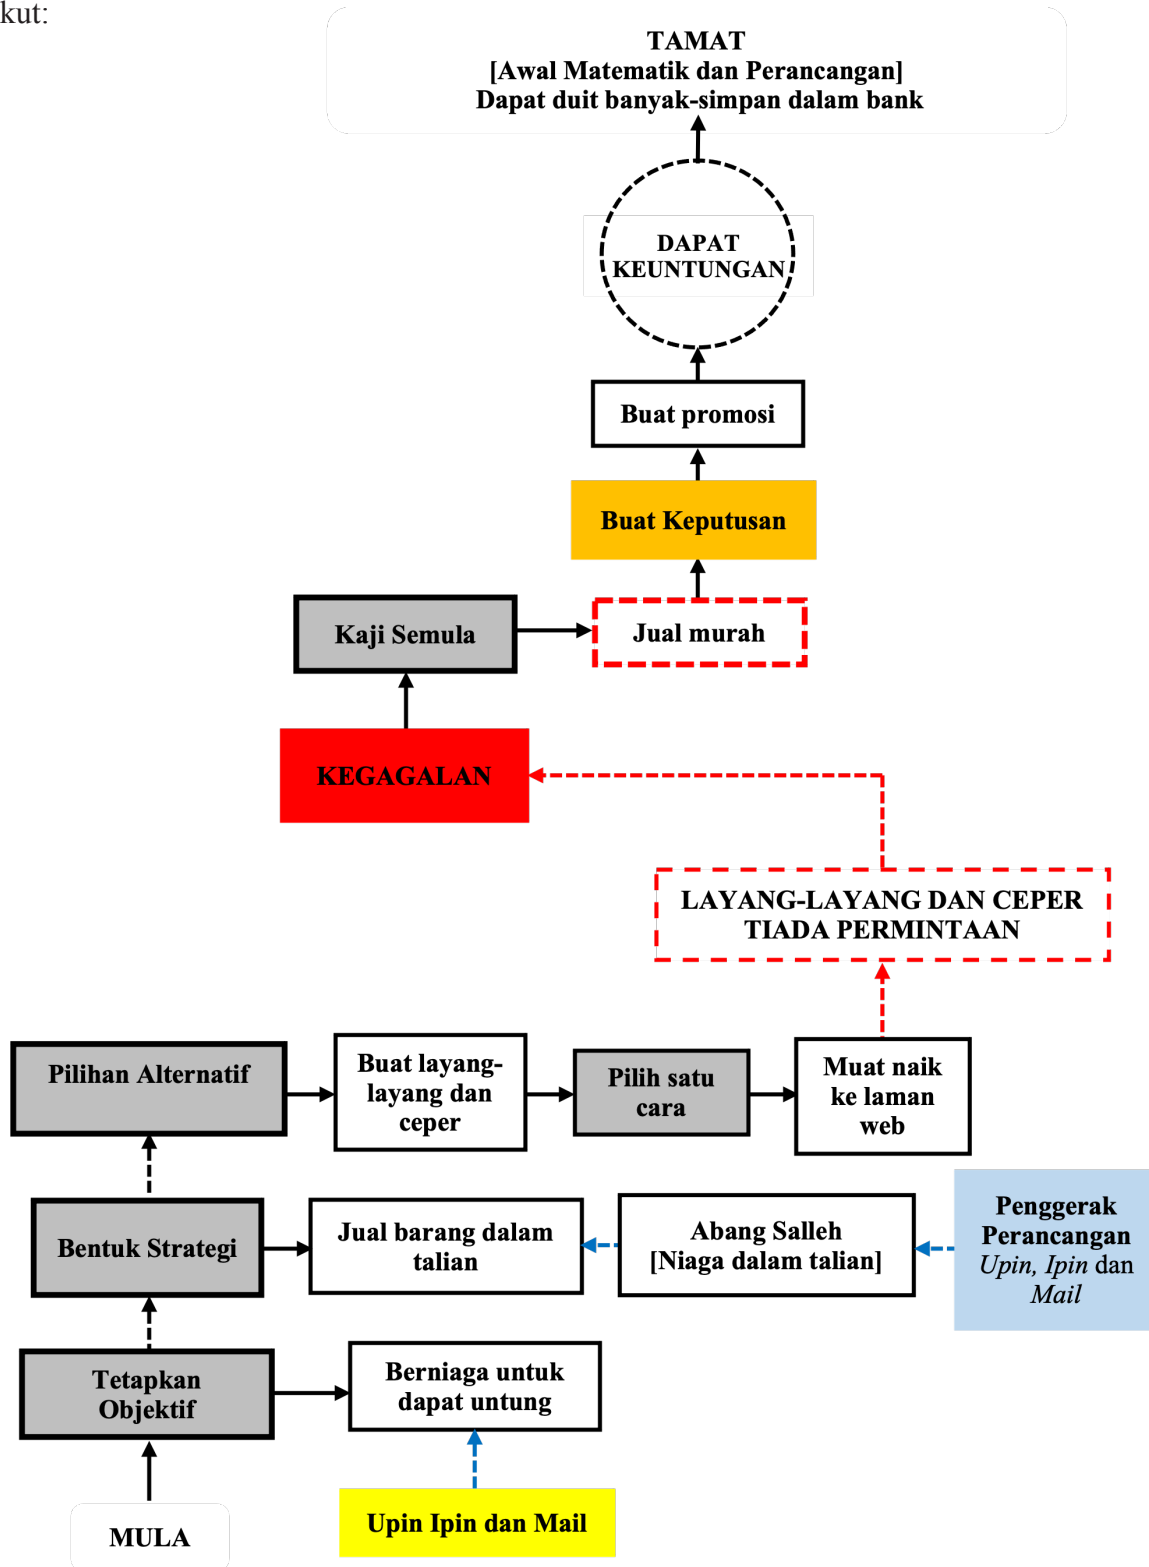 kut:
TAMAT
[Awal Matematik dan Perancangan]
Dapat duit banyak-simpan dalam bank
DAPAT
KEUNTUNGAN
Buat promosi
Buat Keputusan
Kaji Semula
Jual murah
KEGAGALAN
LAYANG-LAYANG DAN CEPER
TIADA PERMINTAAN
Pilihan Alternatif
Buat layang-
layang dan
ceper
Pilih satu
cara
Muat naik
ke laman
web
Bentuk Strategi
Jual barang dalam
talian
Abang Salleh
[Niaga dalam talian]
Penggerak
Perancangan
Upin, Ipin dan
Mail
Tetapkan
Objektif
Berniaga untuk
dapat untung
MULA
Upin Ipin dan Mail